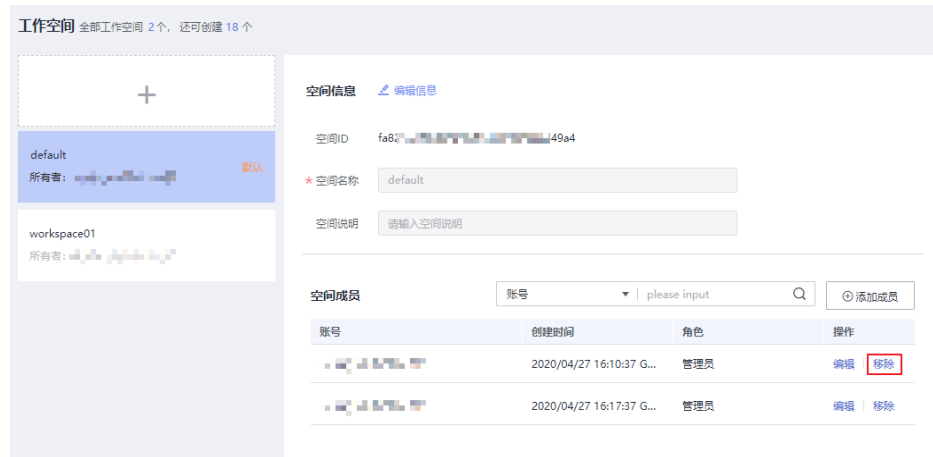 工作空间 全部工作空间 2 个， 还可创建 18 个
+
default
所有者：
默认
workspace01
所有者：
空间信息 编辑信息
空间ID fa82 49a4
* 空间名称 default
空间说明 请输入空间说明
空间成员 账号 please input 添加成员
账号 创建时间 角色 操作
2020/04/27 16:10:37 G... 管理员 编辑 移除
2020/04/27 16:17:37 G... 管理员 编辑 移除